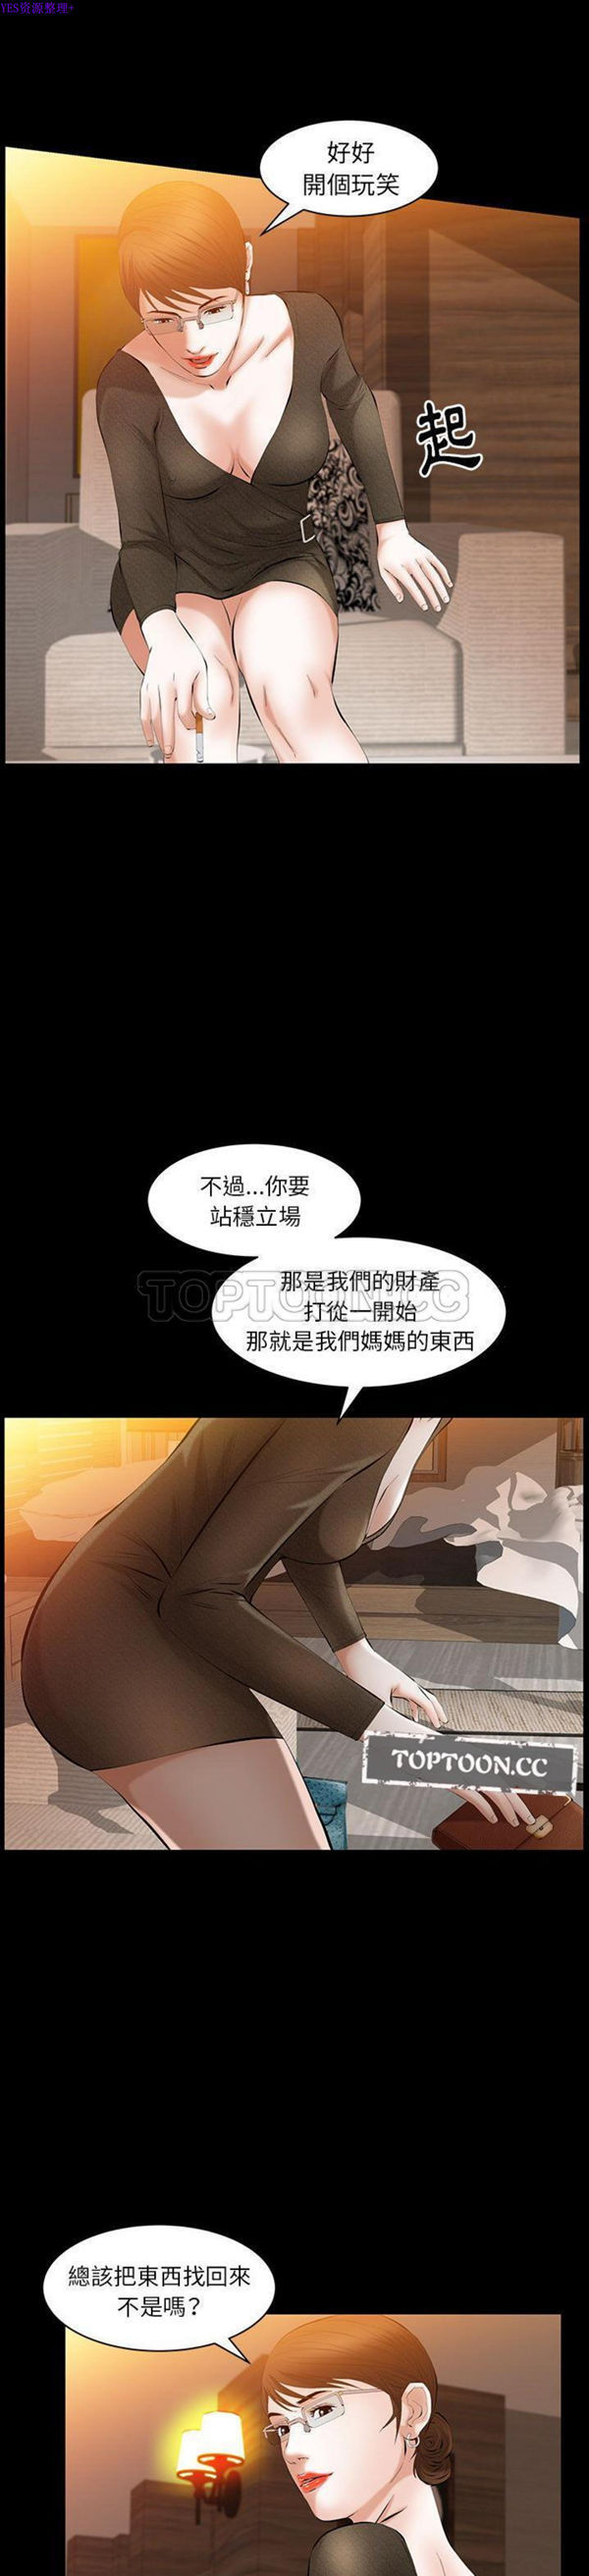 YES资源整理+
好好
開個玩笑
起
不過...你要
站穩立場
那是我們的財產
打從一開始
那就是我們媽媽的東西
TOPTOON.CC
TOPTOON.CC
總該把東西找回來
不是嗎？